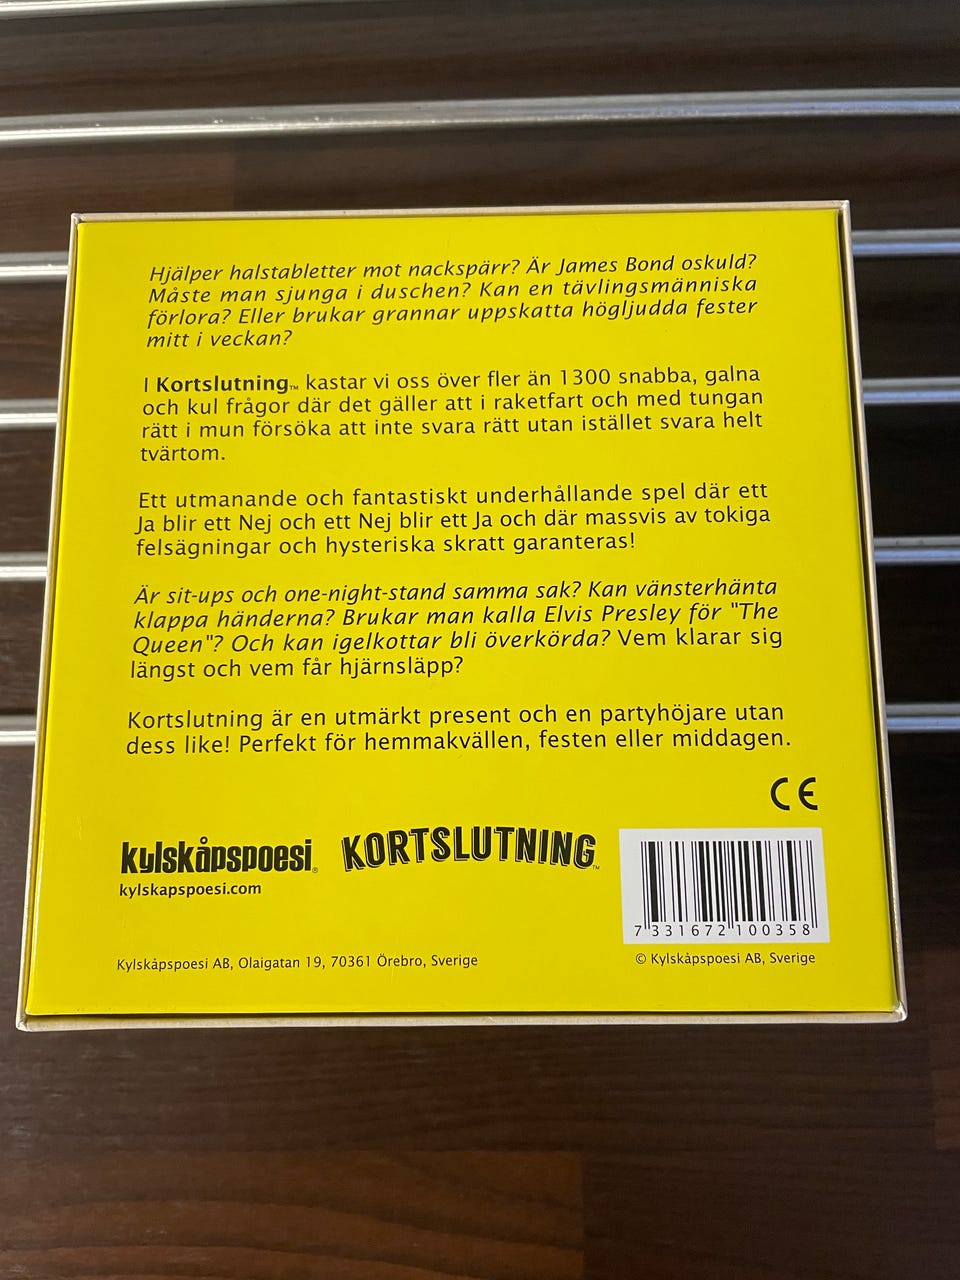 Hjälper halstabletter mot nackspärr? Är James Bond oskuld?
Måste man sjunga i duschen? Kan en tävlingsmänniska
förlora? Eller brukar grannar uppskatta högljudda fester
mitt i veckan?
I Kortslutning™ kastar vi oss över fler än 1300 snabba, galna
och kul frågor där det gäller att i raketfart och med tungan
rätt i mun försöka att inte svara rätt utan istället svara helt
tvärtom.
Ett utmanande och fantastiskt underhållande spel där ett
Ja blir ett Nej och ett Nej blir ett Ja och där massvis av tokiga
felsägningar och hysteriska skratt garanteras!
Är sit-ups och one-night-stand samma sak? Kan vänsterhänta
klappa händerna? Brukar man kalla Elvis Presley för "The
Queen"? Och kan igelkottar bli överkörda? Vem klarar sig
längst och vem får hjärnsläpp?
Kortslutning är en utmärkt present och en partyhöjare utan
dess like! Perfekt för hemmakvällen, festen eller middagen.
CE
kylskåpspoesi®
kylskapspoesi.com
KORTSLUTNING™
7 331672 100358
Kylskåpspoesi AB, Olaigatan 19, 70361 Örebro, Sverige
© Kylskåpspoesi AB, Sverige